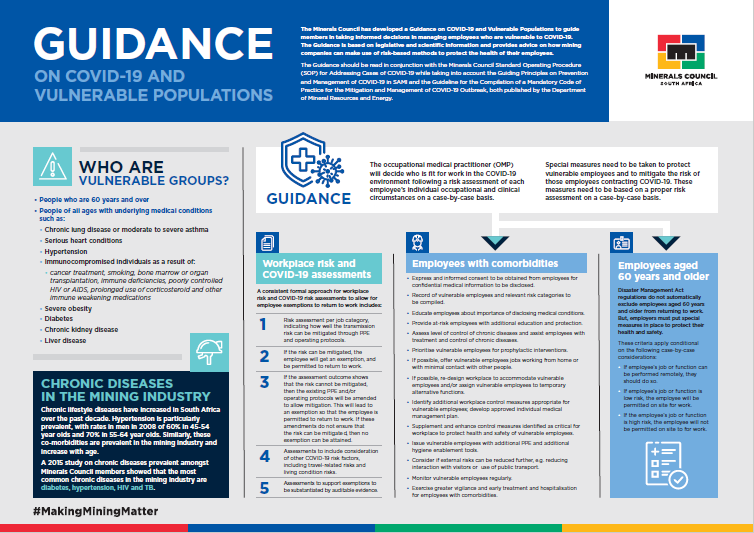 GUIDANCE
ON COVID-19 AND
VULNERABLE POPULATIONS
The Minerals Council has developed a Guidance on COVID-19 and Vulnerable Populations to guide
members in taking informed decisions in managing employees who are vulnerable to COVID-19.
The Guidance is based on legislative and scientific information and provides advice on how mining
companies can make use of risk-based methods to protect the health of their employees.
The Guidance should be read in conjunction with the Minerals Council Standard Operating Procedure
(SOP) for Addressing Cases of COVID-19 while taking into account the Guiding Principles on Prevention
and Management of COVID-19 in SAMI and the Guideline for the Compilation of a Mandatory Code of
Practice for the Mitigation and Management of COVID-19 Outbreak, both published by the Department
of Mineral Resources and Energy.
MINERALS COUNCIL
SOUTH AFRICA
WHO ARE
VULNERABLE GROUPS?
• People who are 60 years and over
• People of all ages with underlying medical conditions
such as:
• Chronic lung disease or moderate to severe asthma
• Serious heart conditions
• Hypertension
• Immunocompromised individuals as a result of:
• cancer treatment, smoking, bone marrow or organ
transplantation, immune deficiencies, poorly controlled
HIV or AIDS, prolonged use of corticosteroid and other
immune weakening medications
• Severe obesity
• Diabetes
• Chronic kidney disease
• Liver disease
CHRONIC DISEASES
IN THE MINING INDUSTRY
Chronic lifestyle diseases have increased in South Africa
over the past decade. Hypertension is particularly
prevalent, with rates in men in 2008 of 60% in 45-54
year olds and 70% in 55-64 year olds. Similarly, these
co-morbidities are prevalent in the mining industry and
increase with age.
A 2015 study on chronic diseases prevalent amongst
Minerals Council members showed that the most
common chronic diseases in the mining industry are
diabetes, hypertension, HIV and TB.
#MakingMiningMatter
GUIDANCE
The occupational medical practitioner (OMP)
will decide who is fit for work in the COVID-19
environment following a risk assessment of each
employee's individual occupational and clinical
circumstances on a case-by-case basis.
Special measures need to be taken to protect
vulnerable employees and to mitigate the risk of
those employees contracting COVID-19. These
measures need to be based on a proper risk
assessment on a case-by-case basis.
Workplace risk and
COVID-19 assessments
A consistent formal approach for workplace
risk and COVID-19 risk assessments to allow for
employee exemptions to return to work includes:
1 Risk assessment per job category,
indicating how well the transmission
risk can be mitigated through PPE
and operating protocols.
2 If the risk can be mitigated, the
employee will get an exemption, and
be permitted to return to work.
3 If the assessment outcome shows
that the risk cannot be mitigated,
then the existing PPE and/or
operating protocols will be amended
to allow mitigation. This will lead to
an exemption so that the employee is
permitted to return to work. If these
amendments do not ensure that
the risk can be mitigated, then no
exemption can be attained.
4 Assessments to include consideration
of other COVID-19 risk factors,
including travel-related risks and
living condition risks.
5 Assessments to support exemptions to
be substantiated by auditable evidence.
Employees with comorbidities
• Express and informed consent to be obtained from employees for
confidential medical information to be disclosed.
• Record of vulnerable employees and relevant risk categories to
be compiled.
• Educate employees about importance of disclosing medical conditions.
• Provide at-risk employees with additional education and protection.
• Assess level of control of chronic diseases and assist employees with
treatment and control of chronic diseases.
• Prioritise vulnerable employees for prophylactic interventions.
• If possible, offer vulnerable employees jobs working from home or
with minimal contact with other people.
• If possible, re-design workplace to accommodate vulnerable
employees and/or assign vulnerable employees to temporary
alternative functions.
• Identify additional workplace control measures appropriate for
vulnerable employees; develop approved individual medical
management plan.
• Supplement and enhance control measures identified as critical for
workplace to protect health and safety of vulnerable employees.
• Issue vulnerable employees with additional PPE and additional
hygiene enablement tools.
• Consider if external risks can be reduced further, e.g. reducing
interaction with visitors or use of public transport.
• Monitor vulnerable employees regularly.
• Exercise greater vigilance and early treatment and hospitalisation
for employees with comorbidities.
Employees aged
60 years and older
Disaster Management Act
regulations do not automatically
exclude employees aged 60 years
and older from returning to work.
But, employers must put special
measures in place to protect their
health and safety.
These criteria apply conditional
on the following case-by-case
considerations:
• If employee's job or function can
be performed remotely, they
should do so.
• If employee's job or function is
low risk, the employee will be
permitted on site for work.
• If the employee's job or function
is high risk, the employee will not
be permitted on site to for work.